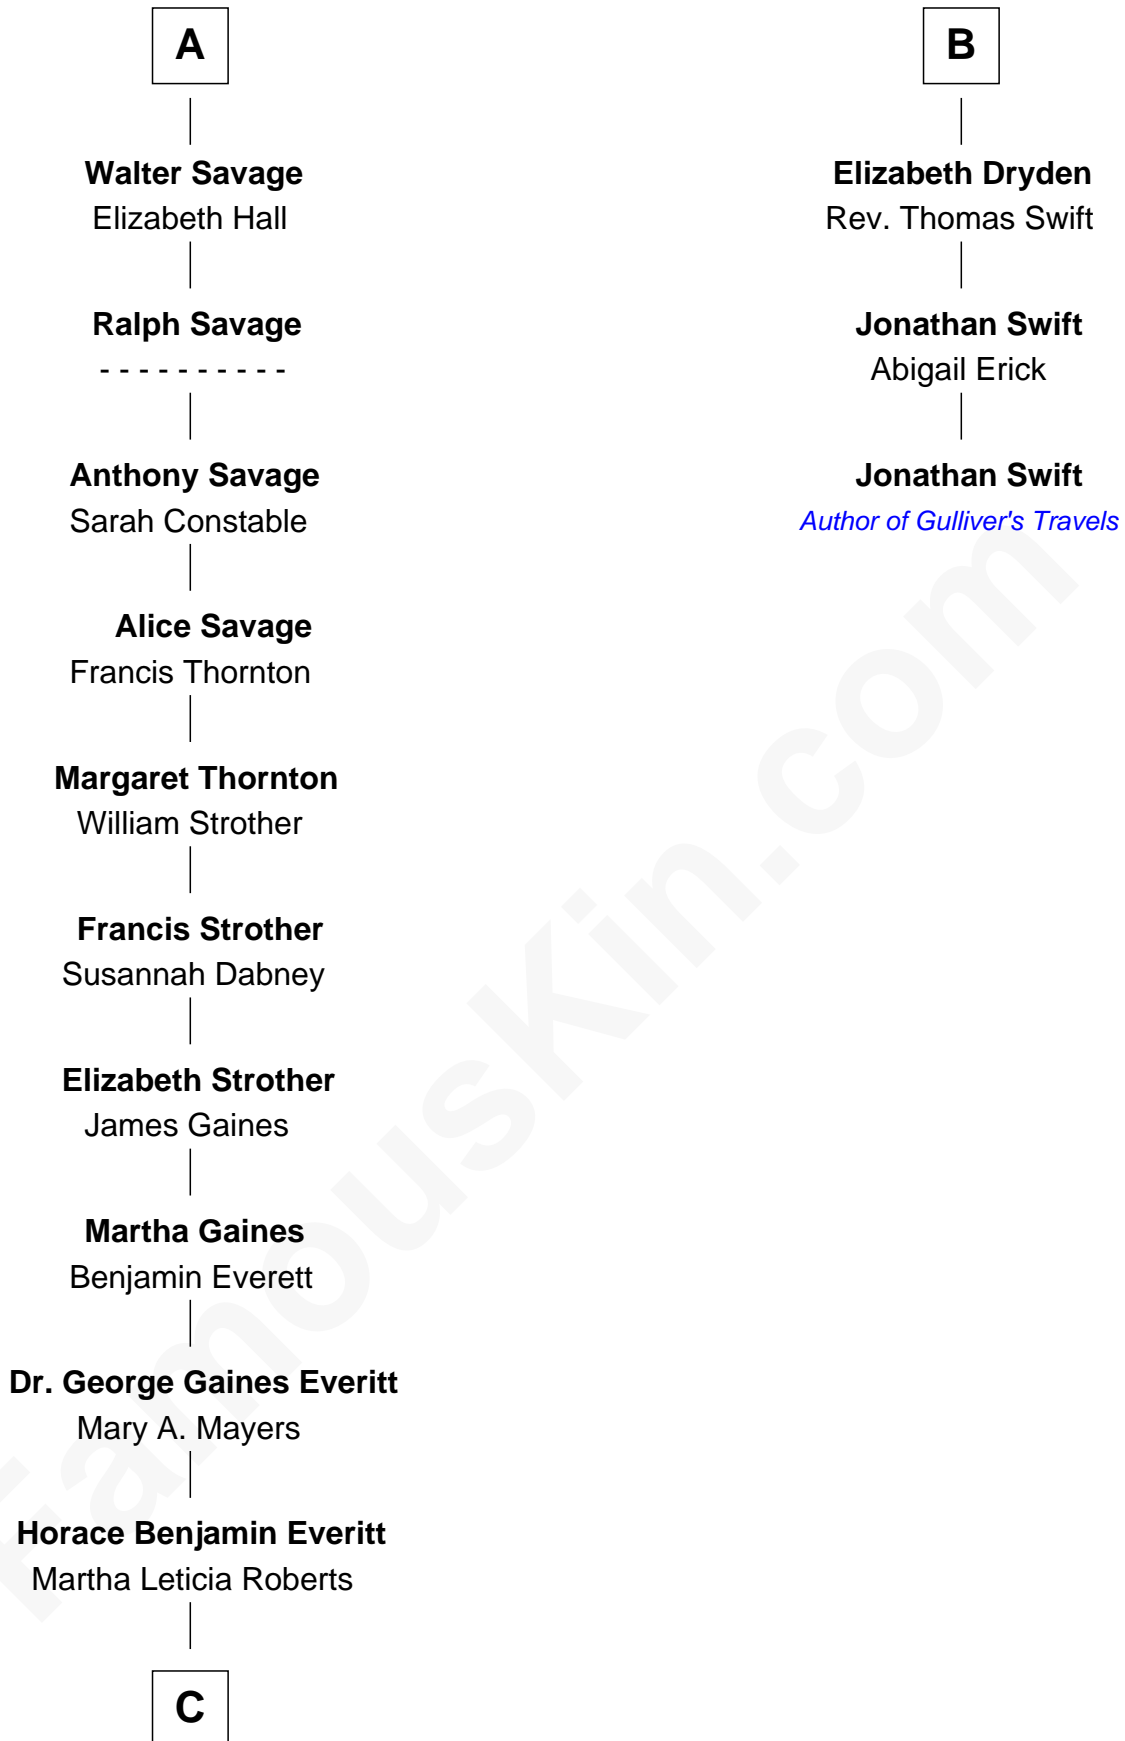 A
Walter Savage
Elizabeth Hall
Ralph Savage
- - - - - - - - - -
Anthony Savage
Sarah Constable
Alice Savage
Francis Thornton
Margaret Thornton
William Strother
Francis Strother
Susannah Dabney
Elizabeth Strother
James Gaines
Martha Gaines
Benjamin Everett
Dr. George Gaines Everitt
Mary A. Mayers
Horace Benjamin Everitt
Martha Leticia Roberts
C
B
Elizabeth Dryden
Rev. Thomas Swift
Jonathan Swift
Abigail Erick
Jonathan Swift
Author of Gulliver's Travels
FamousKin.com